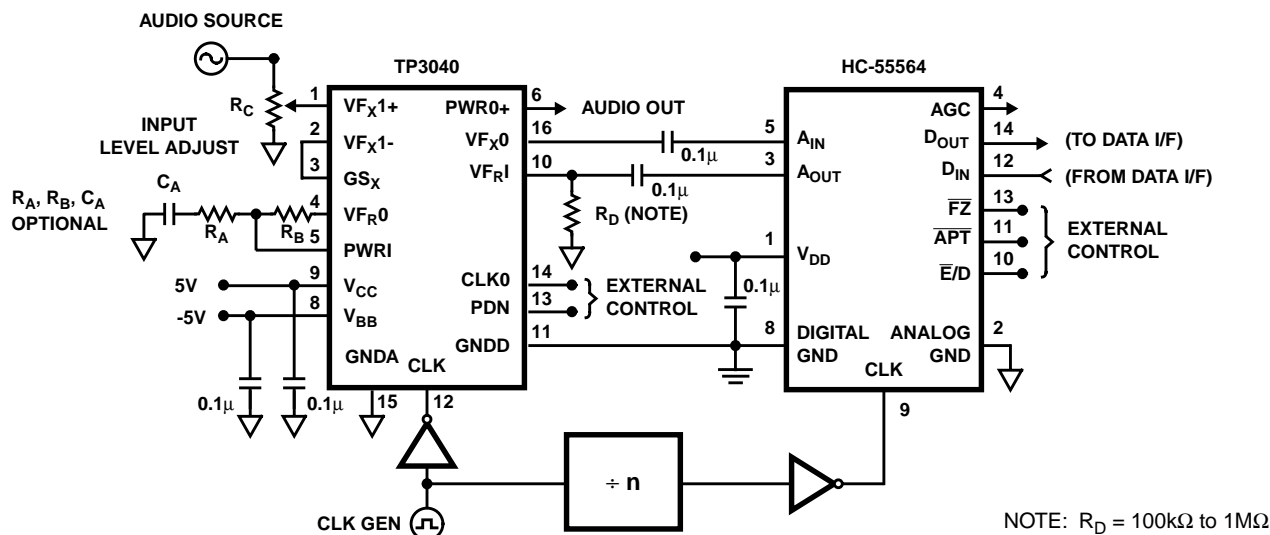 AUDIO SOURCE
TP3040
HC-55564
R_C
INPUT
LEVEL ADJUST
1
VF_X1+
2
VF_X1-
3
GS_X
R_A, R_B, C_A
OPTIONAL
C_A
R_A
R_B
4
VF_R0
5
PWRI
5V
9
V_CC
-5V
8
V_BB
GNDA
CLK
0.1µ
0.1µ
15
12
PWR0+
6
AUDIO OUT
VF_X0
16
0.1µ
VF_RI
10
0.1µ
R_D (NOTE)
CLK0
14
PDN
13
EXTERNAL
CONTROL
GNDD
11
5
A_IN
3
A_OUT
1
V_DD
0.1µ
8
DIGITAL
GND
ANALOG
GND
2
CLK
9
AGC
4
D_OUT
14
(TO DATA I/F)
D_IN
12
(FROM DATA I/F)
F̅Z̅
13
A̅P̅T̅
11
E̅/D
10
EXTERNAL
CONTROL
÷ n
CLK GEN
NOTE: R_D = 100kΩ to 1MΩ